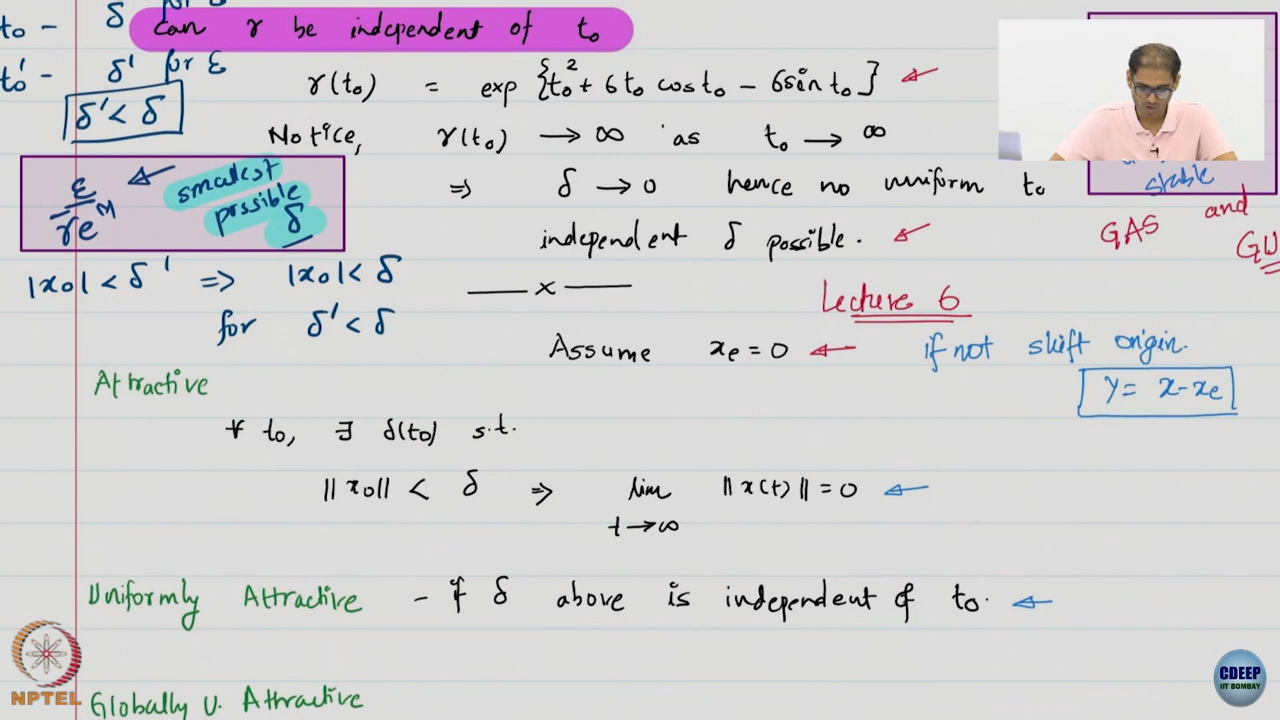 to - δ for ε
can γ be independent of to
to' - δ' for ε
δ' < δ
γ(to) = exp {to² + 6 to cos to - 6 sin to}
Notice, γ(to) → ∞ as to → ∞
ε / γe^M
smallest possible δ
⇒ δ → 0 hence no uniform to
independent δ possible.
stable
GAS and
|xo| < δ' ⇒ |xo| < δ
for δ' < δ
x
Lecture 6
Assume xe = 0
if not shift origin.
y = x - xe
Attractive
∀ to, ∃ δ(to) s.t.
||xo|| < δ ⇒ lim t→∞ ||x(t)|| = 0
Uniformly Attractive - if δ above is independent of to.
Globally U. Attractive
NPTEL
CDEEP
IIT BOMBAY